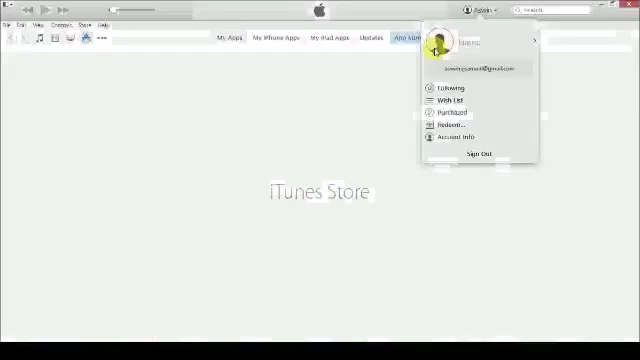 Search
File Edit View Controls Store Help
My Apps My iPhone Apps My iPad Apps Updates App Store
Following
Wish List
Purchased
Redeem...
Account Info
Sign Out
iTunes Store